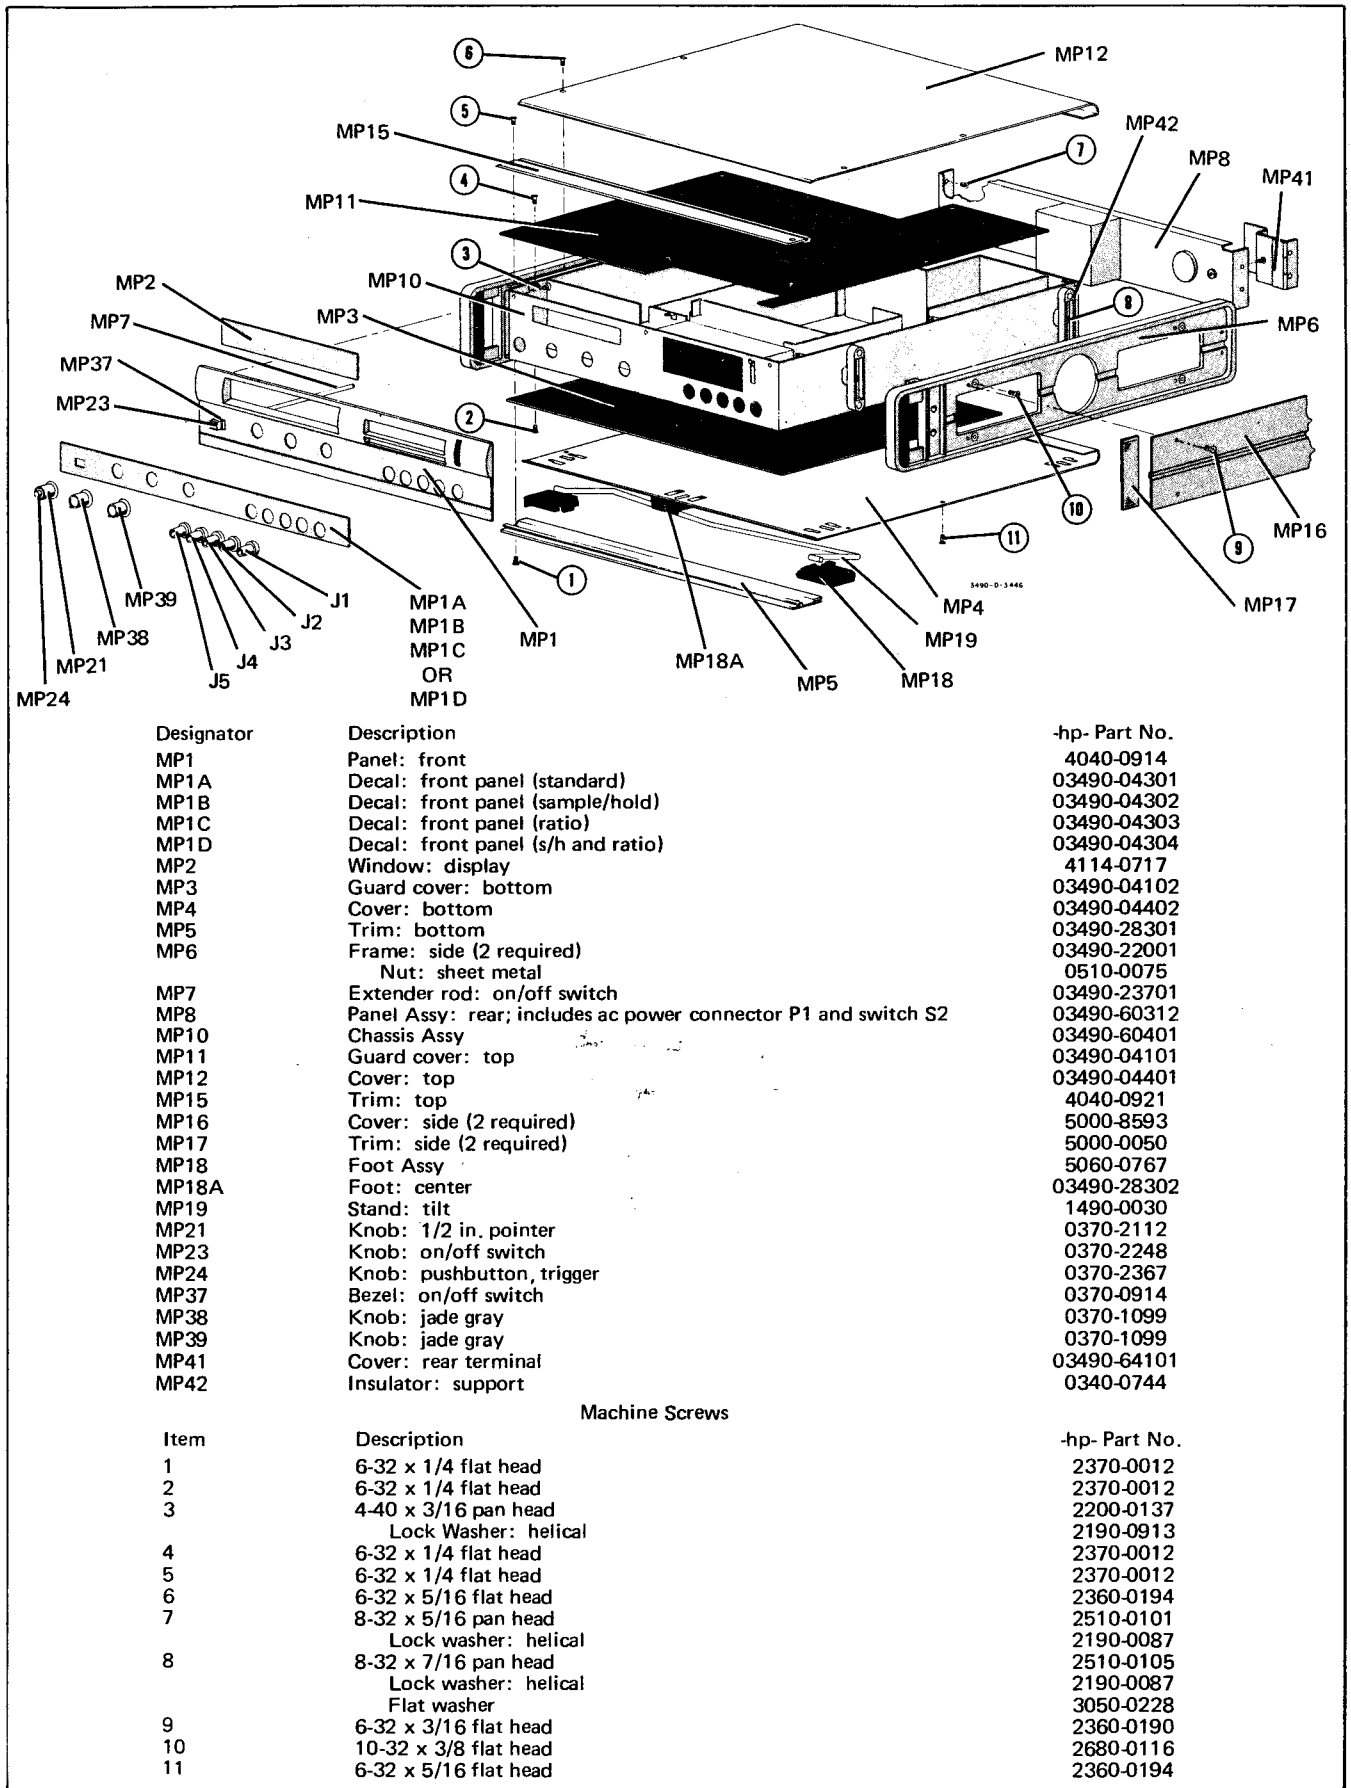 6
MP12
5
MP15
MP42
7
MP8
4
MP41
MP11
3
MP10
MP2
8
MP3
MP6
MP7
MP37
MP23
2
10
MP16
9
11
1
3490-D-3446
J1
MP1A
MP4
MP17
MP39
J2
MP1B
MP1
MP19
MP38
J3
MP1C
MP18A
MP21
J4
OR
MP5
MP18
J5
MP24
MP1D
Designator Description -hp- Part No.
MP1 Panel: front 4040-0914
MP1A Decal: front panel (standard) 03490-04301
MP1B Decal: front panel (sample/hold) 03490-04302
MP1C Decal: front panel (ratio) 03490-04303
MP1D Decal: front panel (s/h and ratio) 03490-04304
MP2 Window: display 4114-0717
MP3 Guard cover: bottom 03490-04102
MP4 Cover: bottom 03490-04402
MP5 Trim: bottom 03490-28301
MP6 Frame: side (2 required) 03490-22001
Nut: sheet metal 0510-0075
MP7 Extender rod: on/off switch 03490-23701
MP8 Panel Assy: rear; includes ac power connector P1 and switch S2 03490-60312
MP10 Chassis Assy 03490-60401
MP11 Guard cover: top 03490-04101
MP12 Cover: top 03490-04401
MP15 Trim: top 4040-0921
MP16 Cover: side (2 required) 5000-8593
MP17 Trim: side (2 required) 5000-0050
MP18 Foot Assy 5060-0767
MP18A Foot: center 03490-28302
MP19 Stand: tilt 1490-0030
MP21 Knob: 1/2 in. pointer 0370-2112
MP23 Knob: on/off switch 0370-2248
MP24 Knob: pushbutton, trigger 0370-2367
MP37 Bezel: on/off switch 0370-0914
MP38 Knob: jade gray 0370-1099
MP39 Knob: jade gray 0370-1099
MP41 Cover: rear terminal 03490-64101
MP42 Insulator: support 0340-0744
Machine Screws
Item Description -hp- Part No.
1 6-32 x 1/4 flat head 2370-0012
2 6-32 x 1/4 flat head 2370-0012
3 4-40 x 3/16 pan head 2200-0137
Lock Washer: helical 2190-0913
4 6-32 x 1/4 flat head 2370-0012
5 6-32 x 1/4 flat head 2370-0012
6 6-32 x 5/16 flat head 2360-0194
7 8-32 x 5/16 pan head 2510-0101
Lock washer: helical 2190-0087
8 8-32 x 7/16 pan head 2510-0105
Lock washer: helical 2190-0087
Flat washer 3050-0228
9 6-32 x 3/16 flat head 2360-0190
10 10-32 x 3/8 flat head 2680-0116
11 6-32 x 5/16 flat head 2360-0194